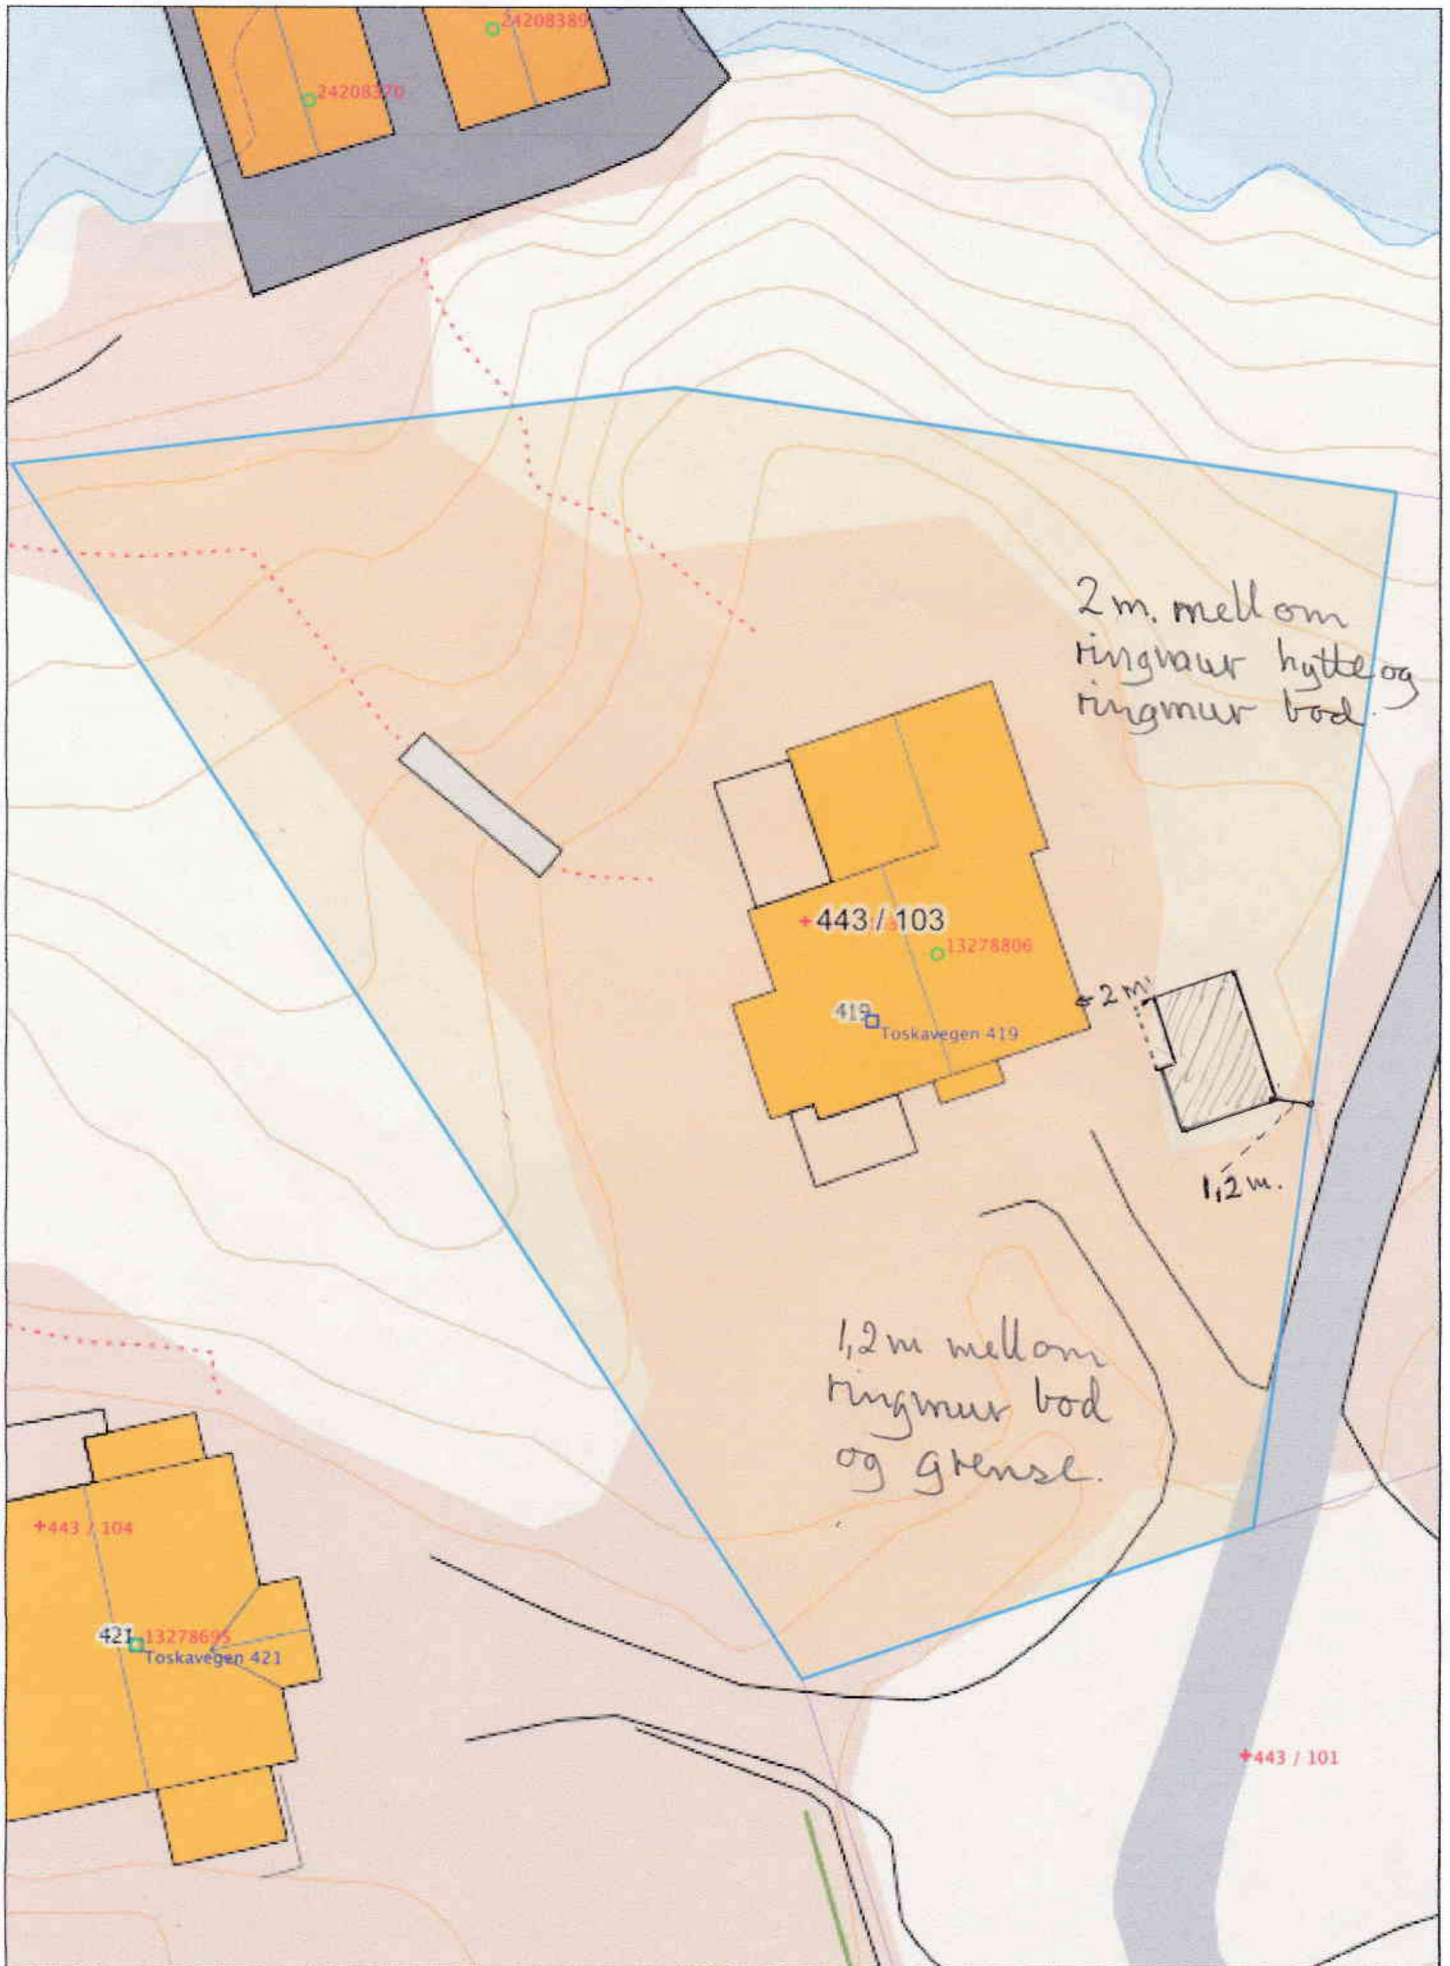 24208389
24208370
2 m. mellom
ringmur hytte og
ringmur bod.
443 / 103
13278806
2 m.
419
Toskavegen 419
1,2 m.
1,2 m mellom
ringmur bod
og grense.
443 / 104
421
13278695
Toskavegen 421
443 / 101